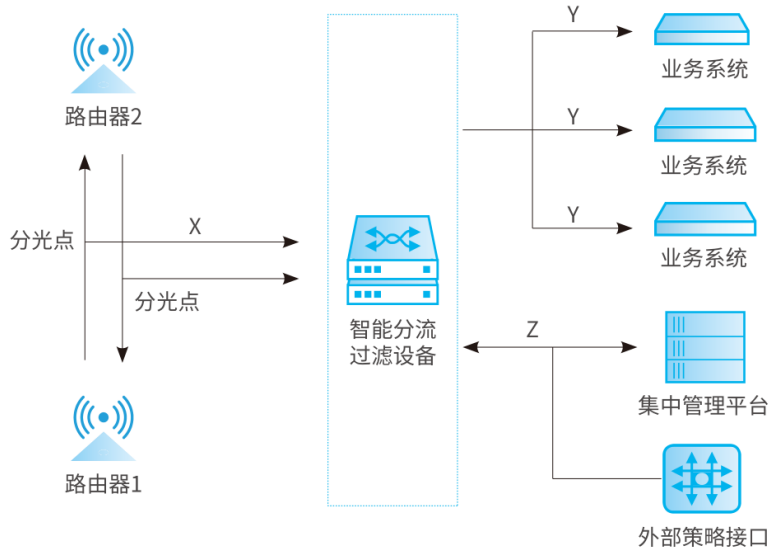 路由器2
分光点
X
分光点
路由器1
智能分流
过滤设备
Y
业务系统
Y
业务系统
Y
业务系统
Z
集中管理平台
外部策略接口